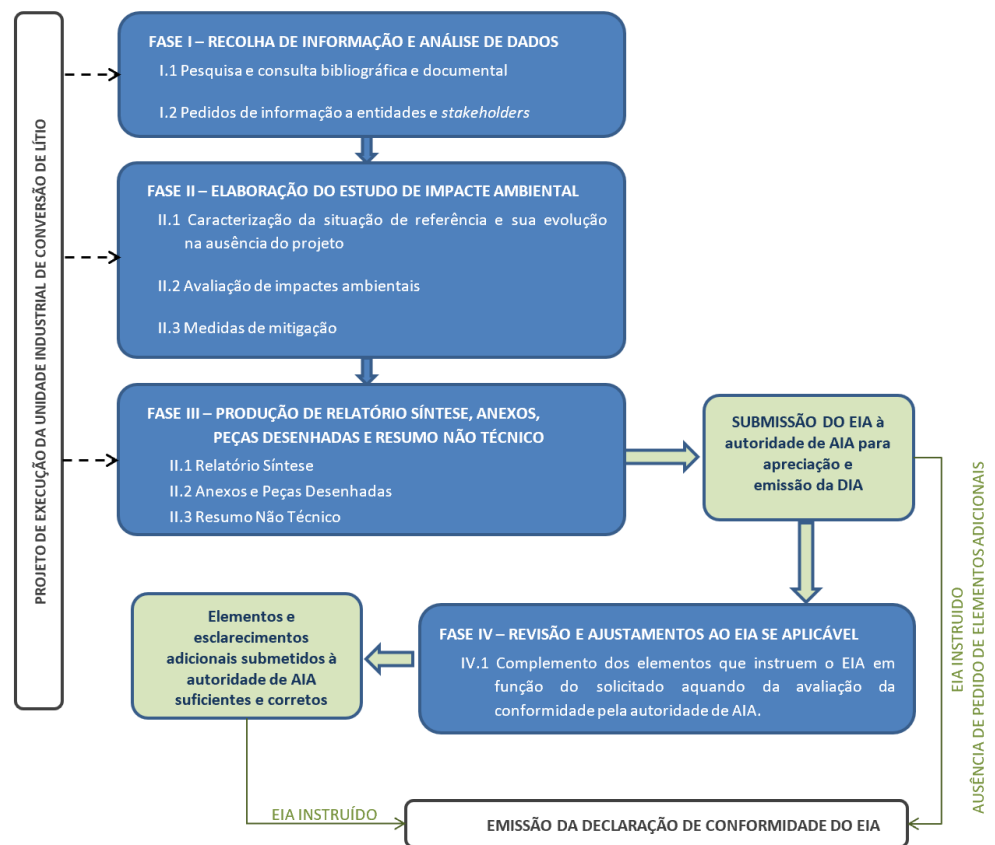 PROJETO DE EXECUÇÃO DA UNIDADE INDUSTRIAL DE CONVERSÃO DE LÍTIO
FASE I – RECOLHA DE INFORMAÇÃO E ANÁLISE DE DADOS
I.1 Pesquisa e consulta bibliográfica e documental
I.2 Pedidos de informação a entidades e stakeholders
FASE II – ELABORAÇÃO DO ESTUDO DE IMPACTE AMBIENTAL
II.1 Caracterização da situação de referência e sua evolução
na ausência do projeto
II.2 Avaliação de impactes ambientais
II.3 Medidas de mitigação
FASE III – PRODUÇÃO DE RELATÓRIO SÍNTESE, ANEXOS,
PEÇAS DESENHADAS E RESUMO NÃO TÉCNICO
II.1 Relatório Síntese
II.2 Anexos e Peças Desenhadas
II.3 Resumo Não Técnico
SUBMISSÃO DO EIA à
autoridade de AIA para
apreciação e
emissão da DIA
EIA INSTRUIDO
AUSÊNCIA DE PEDIDO DE ELEMENTOS ADICIONAIS
FASE IV – REVISÃO E AJUSTAMENTOS AO EIA SE APLICÁVEL
IV.1 Complemento dos elementos que instruem o EIA em
função do solicitado aquando da avaliação da
conformidade pela autoridade de AIA.
Elementos e
esclarecimentos
adicionais submetidos à
autoridade de AIA
suficientes e corretos
EIA INSTRUÍDO
EMISSÃO DA DECLARAÇÃO DE CONFORMIDADE DO EIA